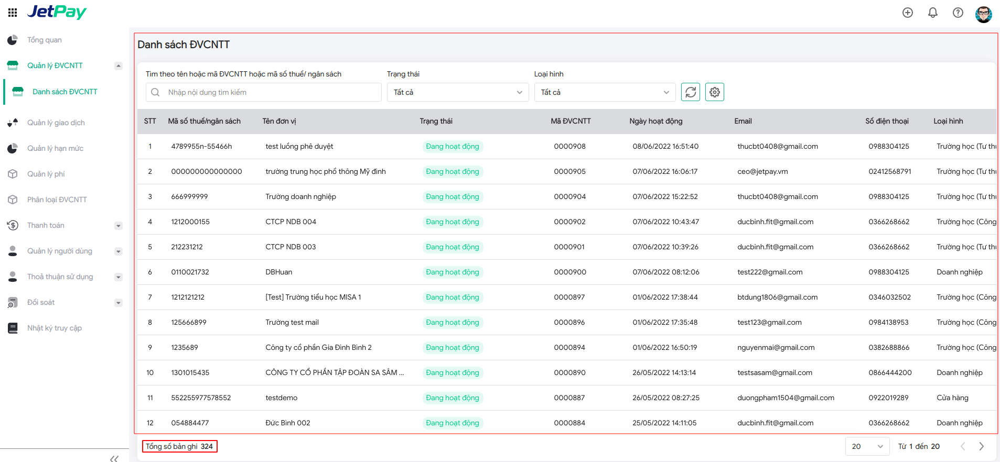 JetPay
Tổng quan
Quản lý ĐVCNTT
Danh sách ĐVCNTT
Quản lý giao dịch
Quản lý hạn mức
Quản lý phí
Phân loại ĐVCNTT
Thanh toán
Quản lý người dùng
Thoả thuận sử dụng
Đối soát
Nhật ký truy cập
Danh sách ĐVCNTT
Tìm theo tên hoặc mã ĐVCNTT hoặc mã số thuế/ ngân sách Trạng thái Loại hình
Nhập nội dung tìm kiếm Tất cả Tất cả
STT Mã số thuế/ngân sách Tên đơn vị Trạng thái Mã ĐVCNTT Ngày hoạt động Email Số điện thoại Loại hình
1 4789955n-55466h test luồng phê duyệt Đang hoạt động 0000908 08/06/2022 16:51:40 thucbt0408@gmail.com 0988304125 Trường học (Tư thụ
2 000000000000000 trường trung học phổ thông Mỹ đình Đang hoạt động 0000905 07/06/2022 16:06:17 ceo@jetpay.vm 02412568791 Trường học (Tư thụ
3 666999999 Trường doanh nghiệp Đang hoạt động 0000904 07/06/2022 15:22:52 thucbt0408@gmail.com 0988304125 Trường học (Tư thụ
4 1212000155 CTCP NDB 004 Đang hoạt động 0000902 07/06/2022 10:43:47 ducbinh.fit@gmail.com 0366268662 Trường học (Công
5 212231212 CTCP NDB 003 Đang hoạt động 0000901 07/06/2022 10:39:26 ducbinh.fit@gmail.com 0366268662 Trường học (Tư thụ
6 0110021732 DBHuan Đang hoạt động 0000900 07/06/2022 08:12:06 test222@gmail.com 0988304125 Doanh nghiệp
7 1212121212 [Test] Trường tiểu học MISA 1 Đang hoạt động 0000897 01/06/2022 17:38:44 btdung1806@gmail.com 0346032502 Trường học (Công
8 125666899 Trường test mail Đang hoạt động 0000896 01/06/2022 17:35:48 test123@gmail.com 0984138953 Trường học (Công
9 1235689 Công ty cổ phần Gia Đình Bình 2 Đang hoạt động 0000894 01/06/2022 16:50:19 nguyenmai@gmail.com 0382688866 Trường học (Công
10 1301015435 CÔNG TY CỔ PHẦN TẬP ĐOÀN SA SÂM ... Đang hoạt động 0000890 26/05/2022 14:13:14 testsasam@gmail.com 0866444200 Doanh nghiệp
11 552255977578552 testdemo Đang hoạt động 0000887 26/05/2022 08:27:25 duongpham1504@gmail.com 0922019289 Cửa hàng
12 054884477 Đức Bình 002 Đang hoạt động 0000884 25/05/2022 14:11:05 ducbinh.fit@gmail.com 0366268662 Doanh nghiệp
Tổng số bản ghi 324 20 Từ 1 đến 20